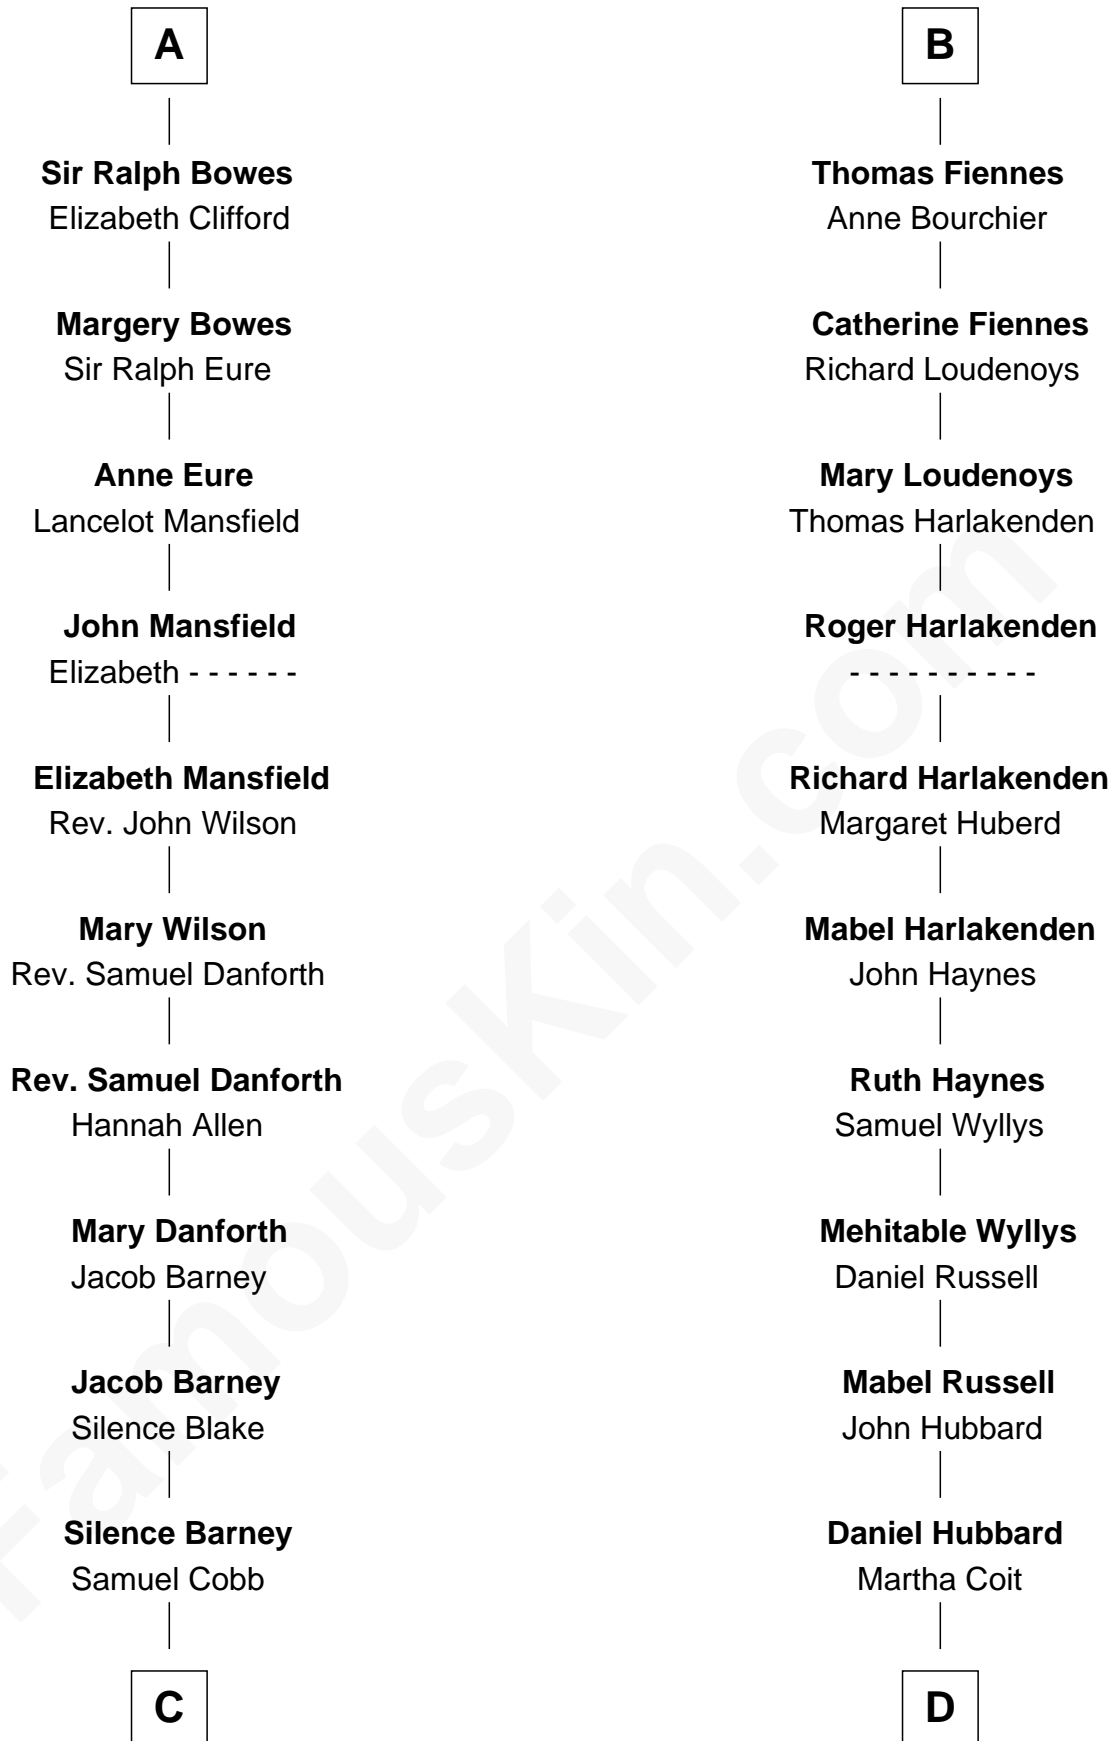 A
Sir Ralph Bowes
Elizabeth Clifford
Margery Bowes
Sir Ralph Eure
Anne Eure
Lancelot Mansfield
John Mansfield
Elizabeth - - - - - -
Elizabeth Mansfield
Rev. John Wilson
Mary Wilson
Rev. Samuel Danforth
Rev. Samuel Danforth
Hannah Allen
Mary Danforth
Jacob Barney
Jacob Barney
Silence Blake
Silence Barney
Samuel Cobb
C
B
Thomas Fiennes
Anne Bourchier
Catherine Fiennes
Richard Loudenoys
Mary Loudenoys
Thomas Harlakenden
Roger Harlakenden
- - - - - - - - - -
Richard Harlakenden
Margaret Huberd
Mabel Harlakenden
John Haynes
Ruth Haynes
Samuel Wyllys
Mehitable Wyllys
Daniel Russell
Mabel Russell
John Hubbard
Daniel Hubbard
Martha Coit
D
FamousKin.com